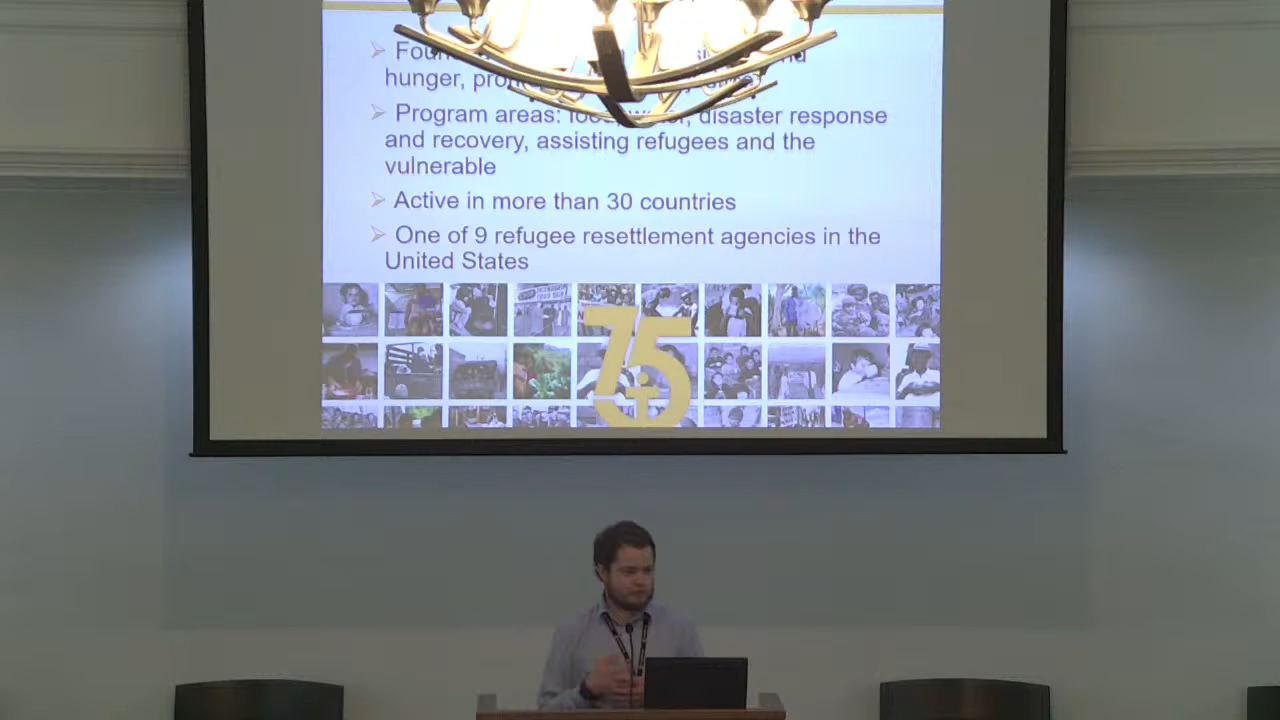 hunger,
Program areas: disaster response
and recovery, assisting refugees and the
vulnerable
Active in more than 30 countries
One of 9 refugee resettlement agencies in the
United States
75